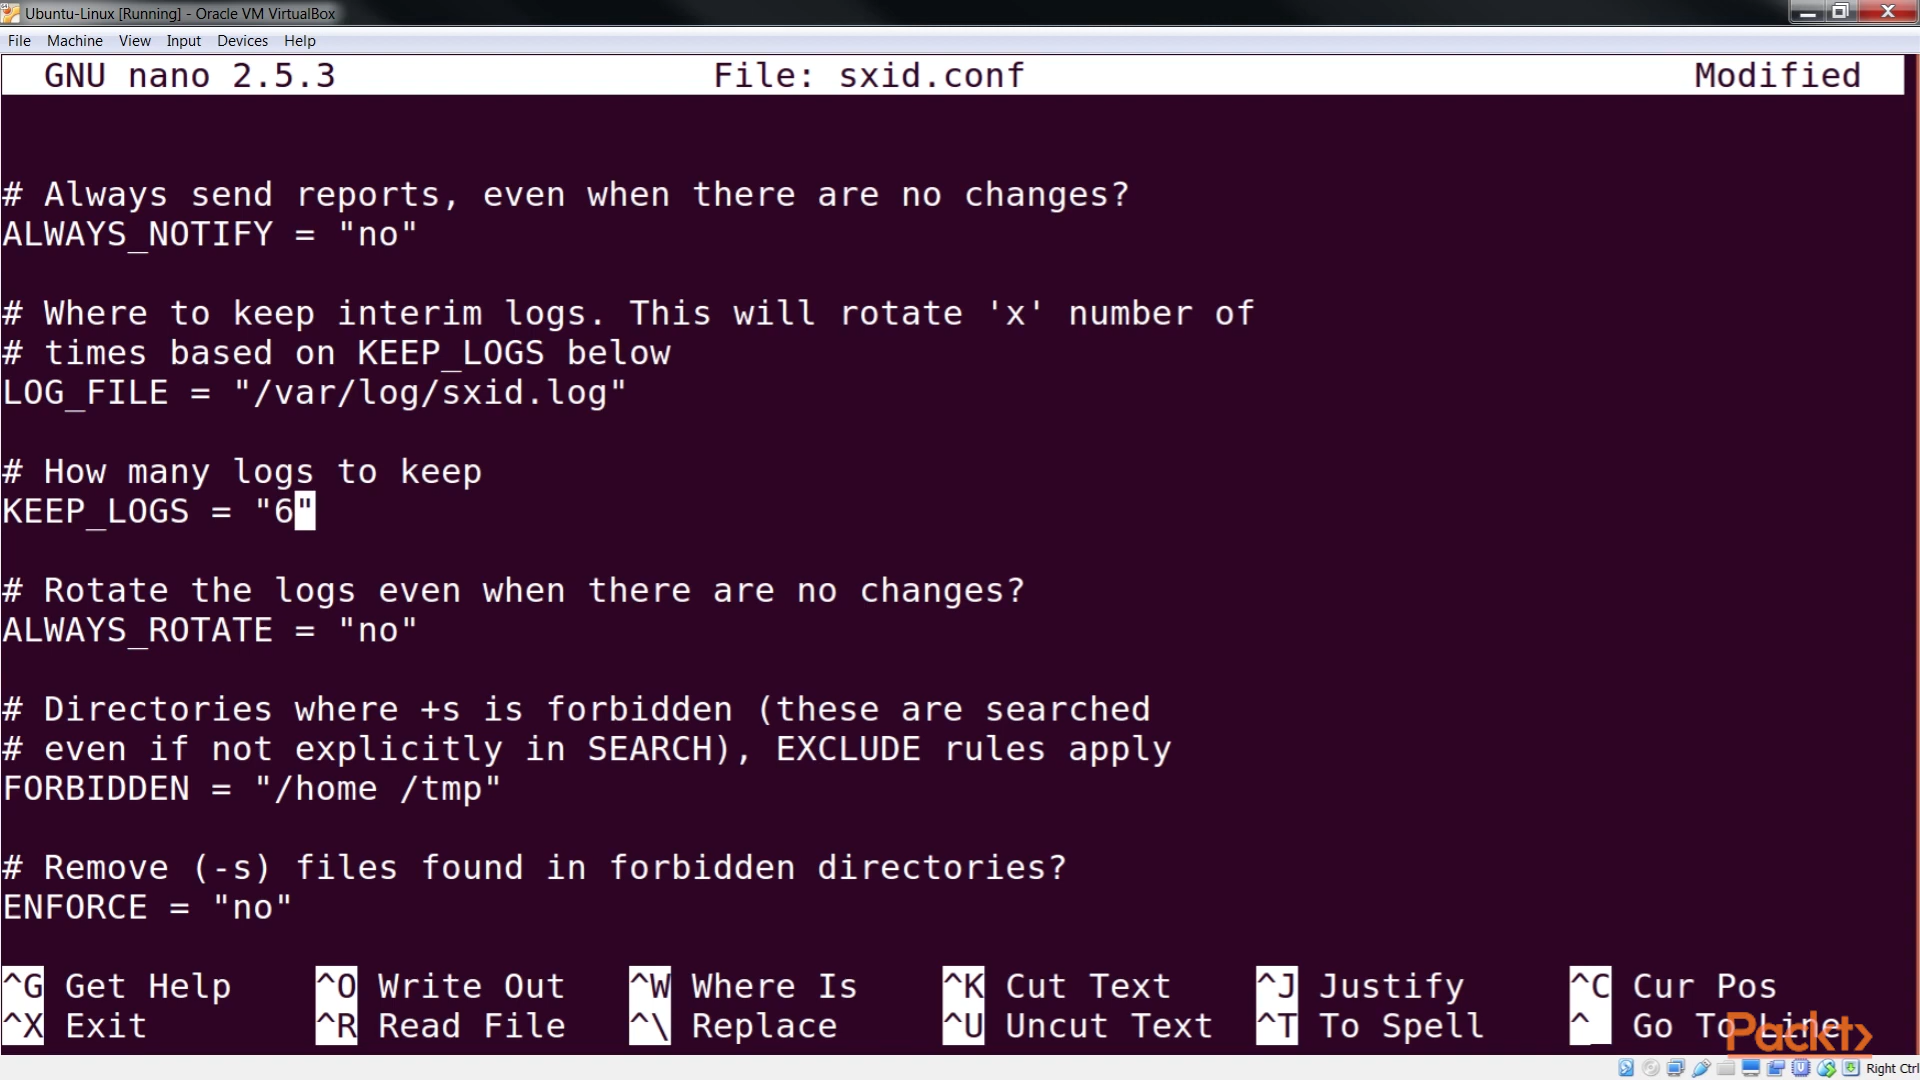 Ubuntu-Linux [Running] - Oracle VM VirtualBox
File Machine View Input Devices Help
GNU nano 2.5.3 File: sxid.conf Modified
# Always send reports, even when there are no changes?
ALWAYS_NOTIFY = "no"
# Where to keep interim logs. This will rotate 'x' number of
# times based on KEEP_LOGS below
LOG_FILE = "/var/log/sxid.log"
# How many logs to keep
KEEP_LOGS = "6"
# Rotate the logs even when there are no changes?
ALWAYS_ROTATE = "no"
# Directories where +s is forbidden (these are searched
# even if not explicitly in SEARCH), EXCLUDE rules apply
FORBIDDEN = "/home /tmp"
# Remove (-s) files found in forbidden directories?
ENFORCE = "no"
^G Get Help ^O Write Out ^W Where Is ^K Cut Text ^J Justify ^C Cur Pos
^X Exit ^R Read File ^\ Replace ^U Uncut Text ^T To Spell ^_ Go To Line
Packt>
Right Ctrl